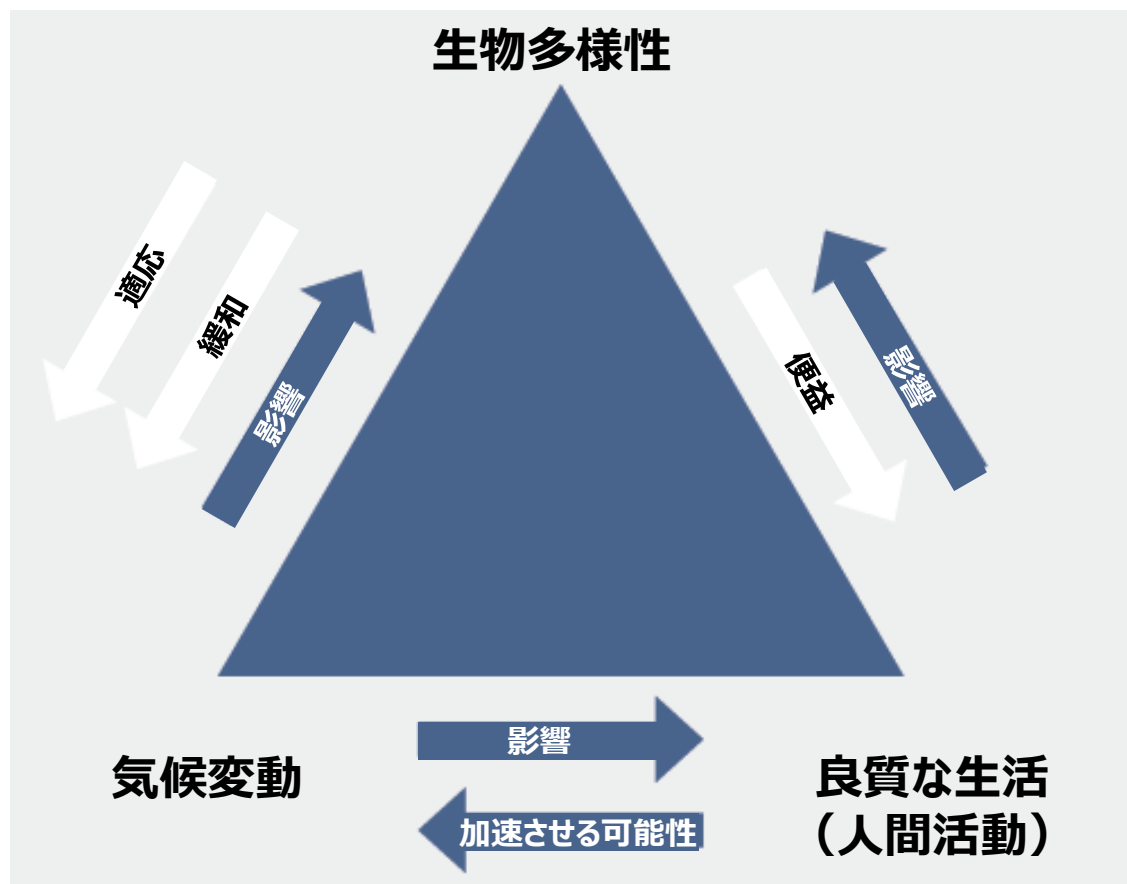 生物多様性
適応
緩和
影響
便益
影響
影響
気候変動
良質な生活
（人間活動）
加速させる可能性